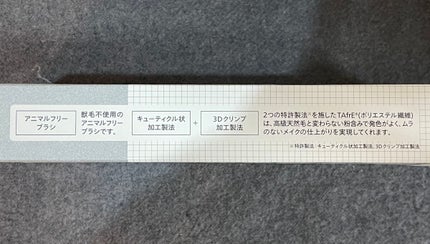 アニマルフリー
ブラシ
獣毛不使用の
アニマルフリー
ブラシです。
キューティクル状
加工製法
+
3Dクリンプ
加工製法
2つの特許製法※を施したTAfrE®(ポリエステル繊維)
は、高級天然毛と変わらない粉含みで発色がよく、ムラ
のないメイクの仕上がりを実現してくれます。
※特許製法:キューティクル状加工製法、3Dクリンプ加工製法